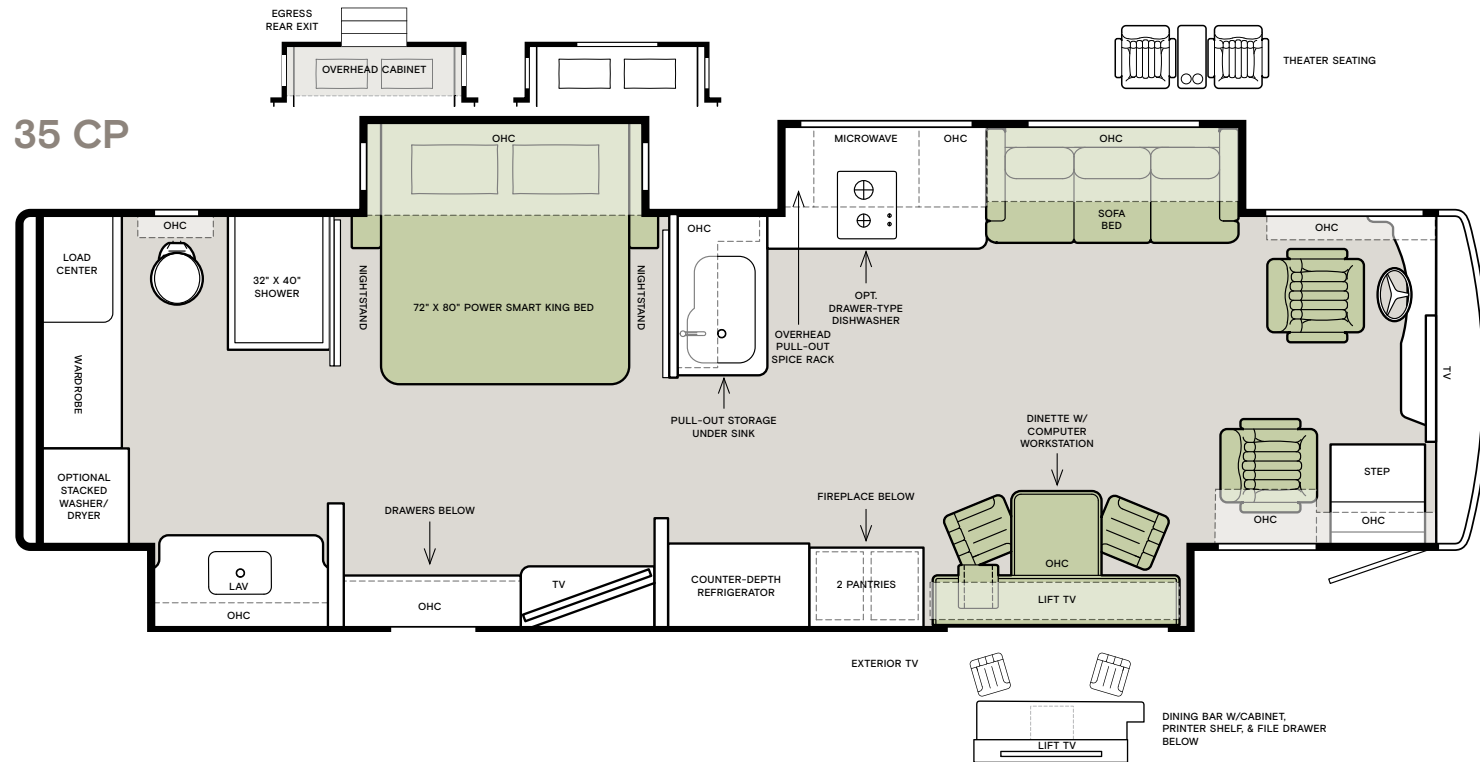 EGRESS
REAR EXIT
OVERHEAD CABINET
THEATER SEATING
35 CP
OHC
MICROWAVE
OHC
OHC
LOAD
CENTER
OHC
32" X 40"
SHOWER
NIGHTSTAND
72" X 80" POWER SMART KING BED
NIGHTSTAND
OHC
SOFA
BED
OHC
OPT.
DRAWER-TYPE
DISHWASHER
OVERHEAD
PULL-OUT
SPICE RACK
TV
WARDROBE
PULL-OUT STORAGE
UNDER SINK
DINETTE W/
COMPUTER
WORKSTATION
OPTIONAL
STACKED
WASHER/
DRYER
DRAWERS BELOW
FIREPLACE BELOW
STEP
OHC
OHC
LAV
OHC
OHC
TV
COUNTER-DEPTH
REFRIGERATOR
2 PANTRIES
OHC
LIFT TV
EXTERIOR TV
LIFT TV
DINING BAR W/CABINET,
PRINTER SHELF, & FILE DRAWER
BELOW